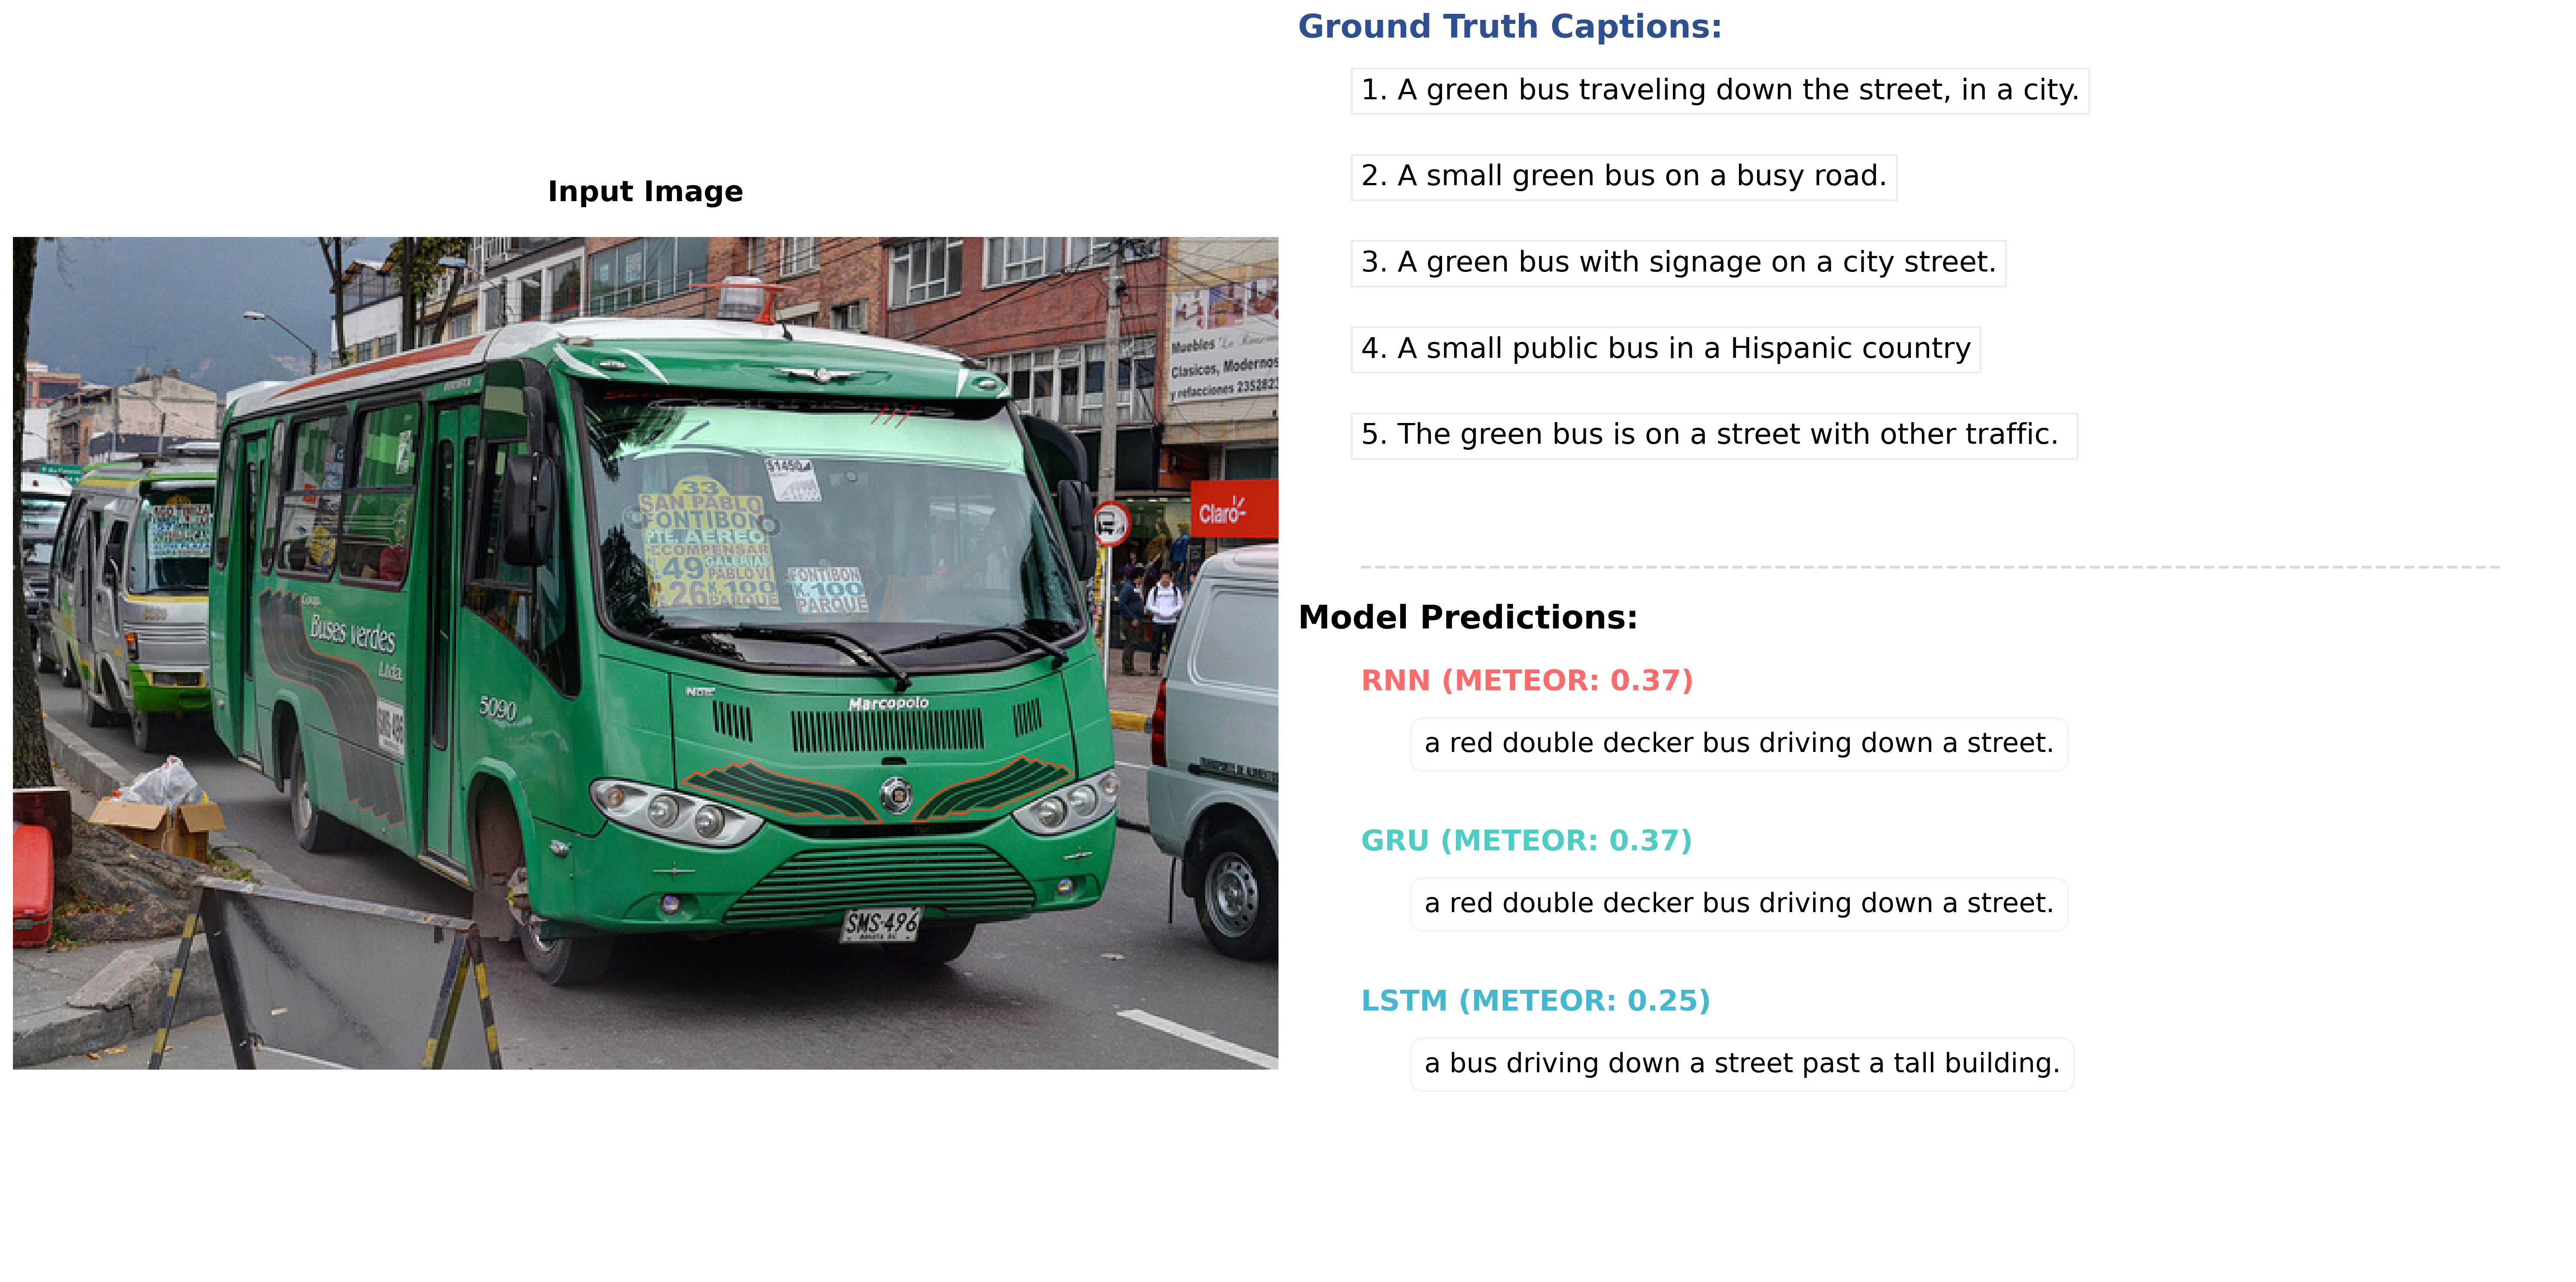 Ground Truth Captions:
1. A green bus traveling down the street, in a city.
2. A small green bus on a busy road.
3. A green bus with signage on a city street.
4. A small public bus in a Hispanic country
5. The green bus is on a street with other traffic.
Input Image
Muebles
Clasicos, Modernos
y refacciones 2352823
Claro
$1450
33
SAN PABLO
FONTIBON
PTE. AEREO
COMPENSAR
49 GALERIAS
PABLO VI
26 K.100
PARQUE
FONTIBON
K.100
PARQUE
Coop.
Buses verdes
Ltda.
5090
Marcopolo
SMS-496
Model Predictions:
RNN (METEOR: 0.37)
a red double decker bus driving down a street.
GRU (METEOR: 0.37)
a red double decker bus driving down a street.
LSTM (METEOR: 0.25)
a bus driving down a street past a tall building.